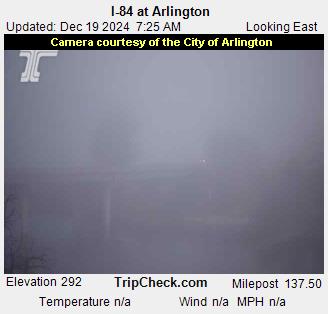 I-84 at Arlington
Updated: Dec 19 2024 7:25 AM Looking East
Camera courtesy of the City of Arlington
Elevation 292 TripCheck.com Milepost 137.50
Temperature n/a Wind n/a MPH n/a